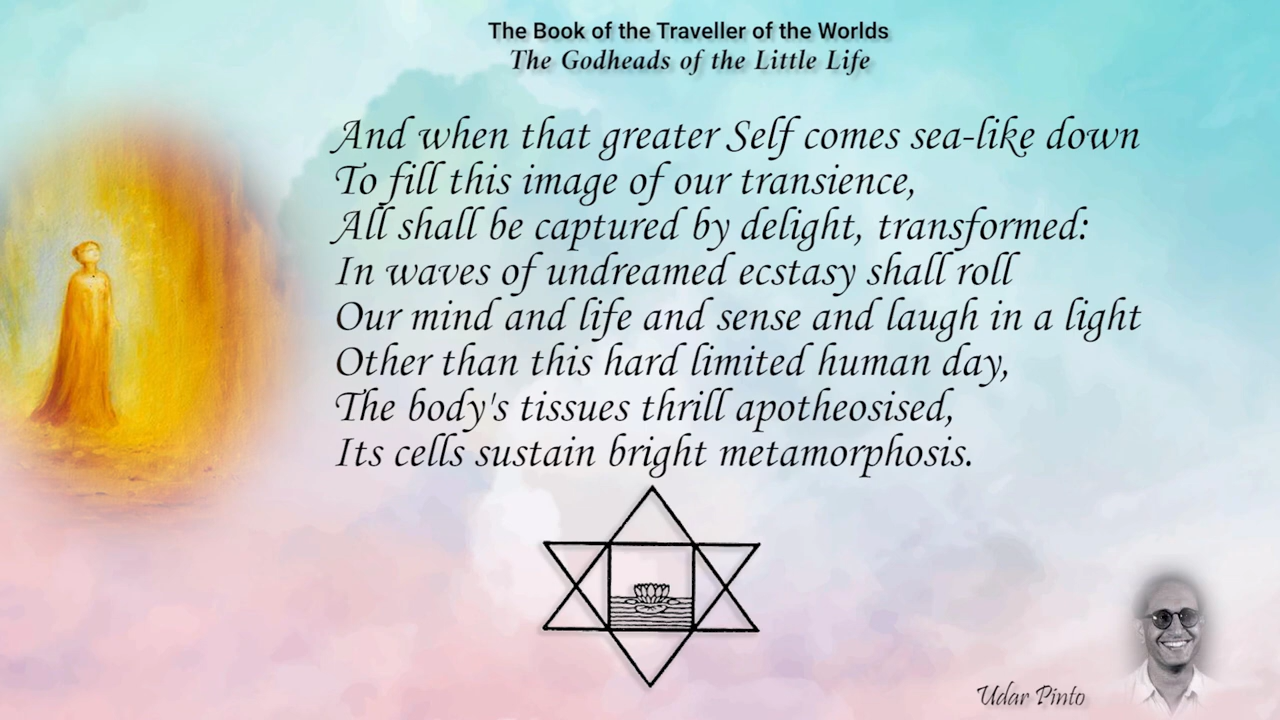 The Book of the Traveller of the Worlds
The Godheads of the Little Life
And when that greater Self comes sea-like down
To fill this image of our transience,
All shall be captured by delight, transformed:
In waves of undreamed ecstasy shall roll
Our mind and life and sense and laugh in a light
Other than this hard limited human day,
The body's tissues thrill apotheosised,
Its cells sustain bright metamorphosis.
Udar Pinto